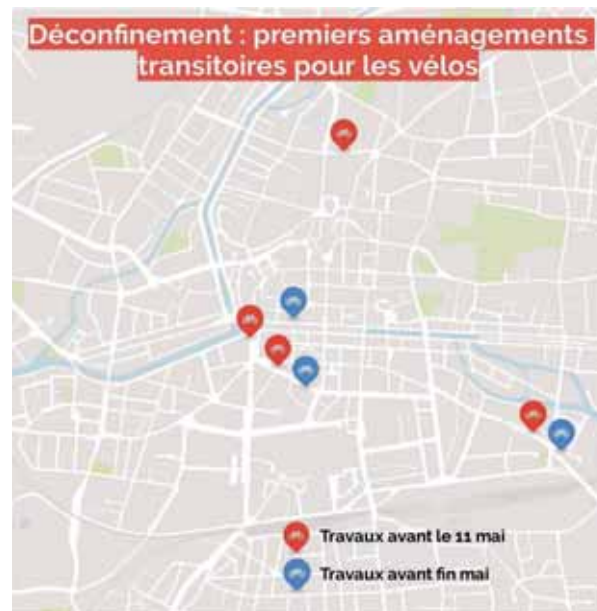 Déconfinement : premiers aménagements
transitoires pour les vélos
Travaux avant le 11 mai
Travaux avant fin mai